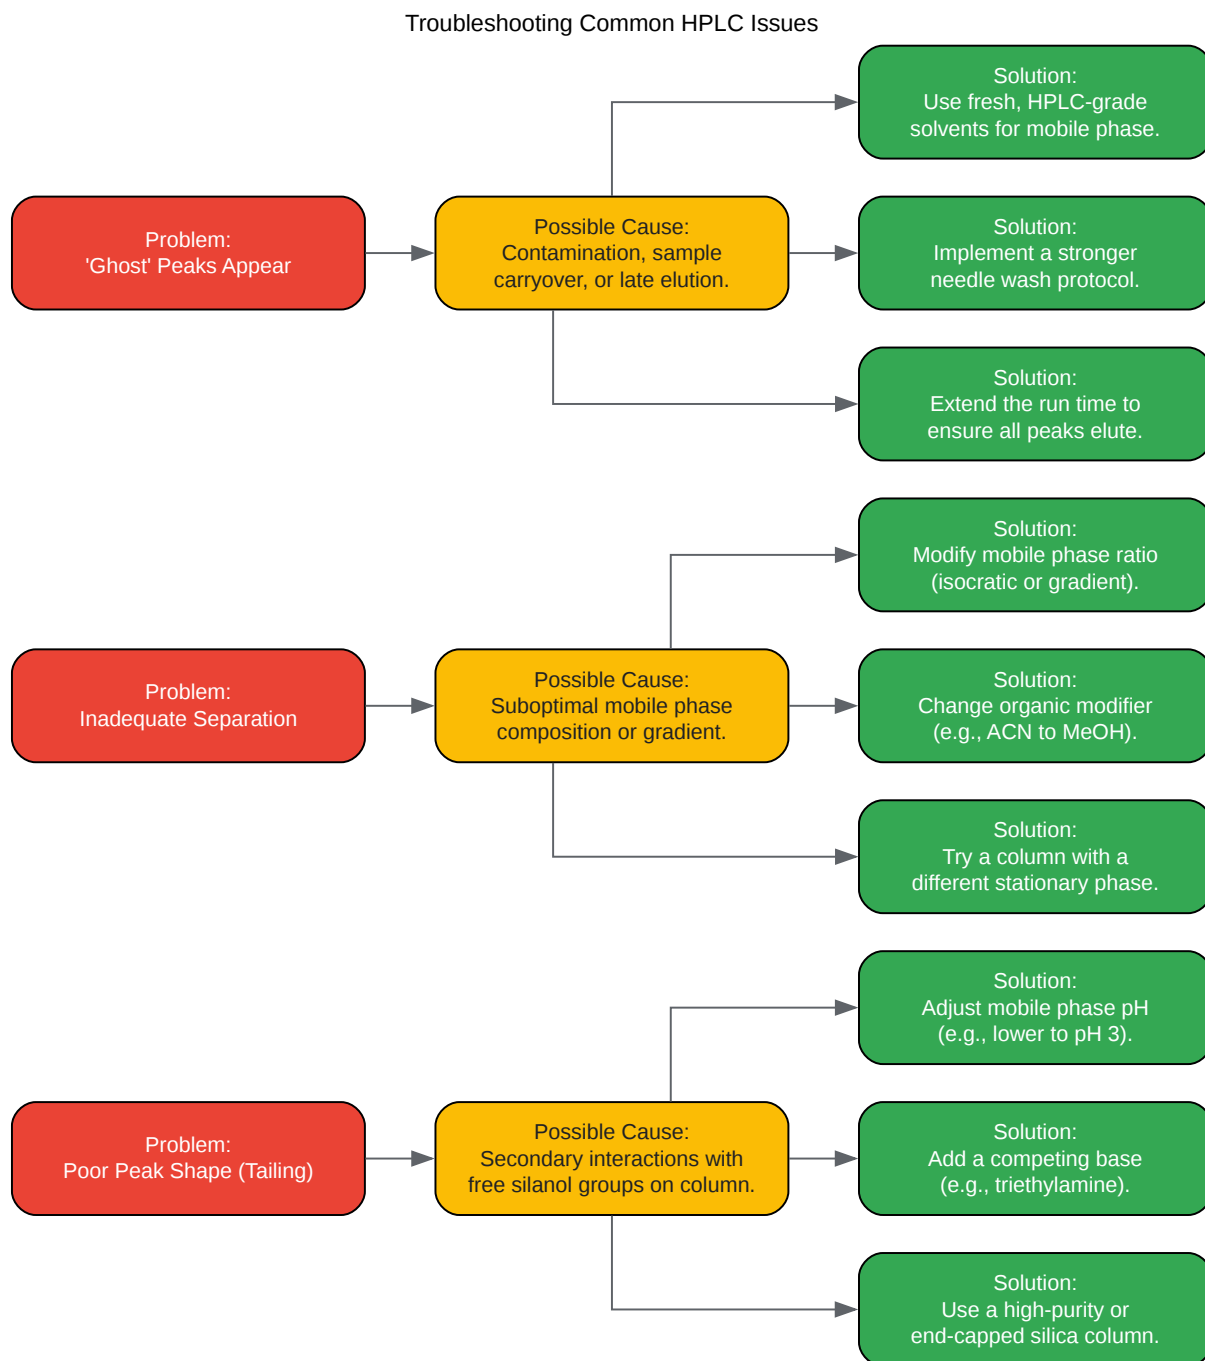 Troubleshooting Common HPLC Issues
Problem:
'Ghost' Peaks Appear
Possible Cause:
Contamination, sample
carryover, or late elution.
Solution:
Use fresh, HPLC-grade
solvents for mobile phase.
Solution:
Implement a stronger
needle wash protocol.
Solution:
Extend the run time to
ensure all peaks elute.
Problem:
Inadequate Separation
Possible Cause:
Suboptimal mobile phase
composition or gradient.
Solution:
Modify mobile phase ratio
(isocratic or gradient).
Solution:
Change organic modifier
(e.g., ACN to MeOH).
Solution:
Try a column with a
different stationary phase.
Problem:
Poor Peak Shape (Tailing)
Possible Cause:
Secondary interactions with
free silanol groups on column.
Solution:
Adjust mobile phase pH
(e.g., lower to pH 3).
Solution:
Add a competing base
(e.g., triethylamine).
Solution:
Use a high-purity or
end-capped silica column.